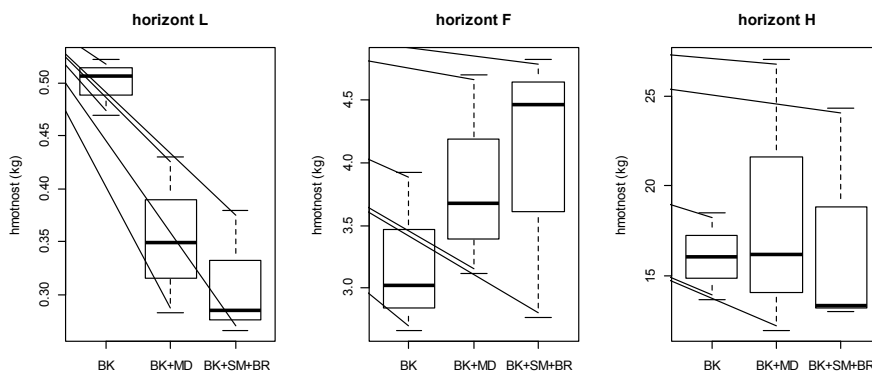 horizont L
hmotnost (kg)
0.50
0.45
0.40
0.35
0.30
BK
BK+MD
BK+SM+BR
horizont F
hmotnost (kg)
4.5
4.0
3.5
3.0
BK
BK+MD
BK+SM+BR
horizont H
hmotnost (kg)
25
20
15
BK
BK+MD
BK+SM+BR